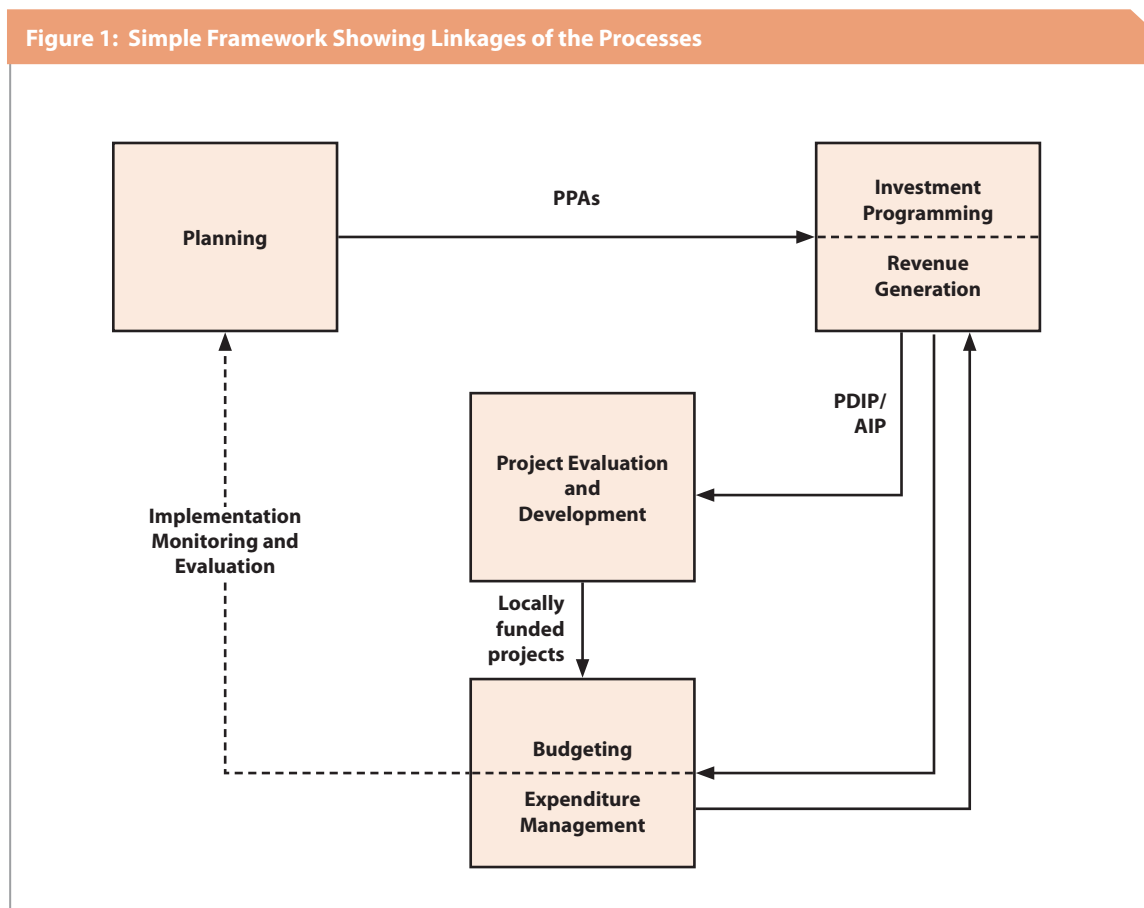 Figure 1: Simple Framework Showing Linkages of the Processes
Planning
PPAs
Investment
Programming
Revenue
Generation
PDIP/
AIP
Project Evaluation
and
Development
Implementation
Monitoring and
Evaluation
Locally
funded
projects
Budgeting
Expenditure
Management